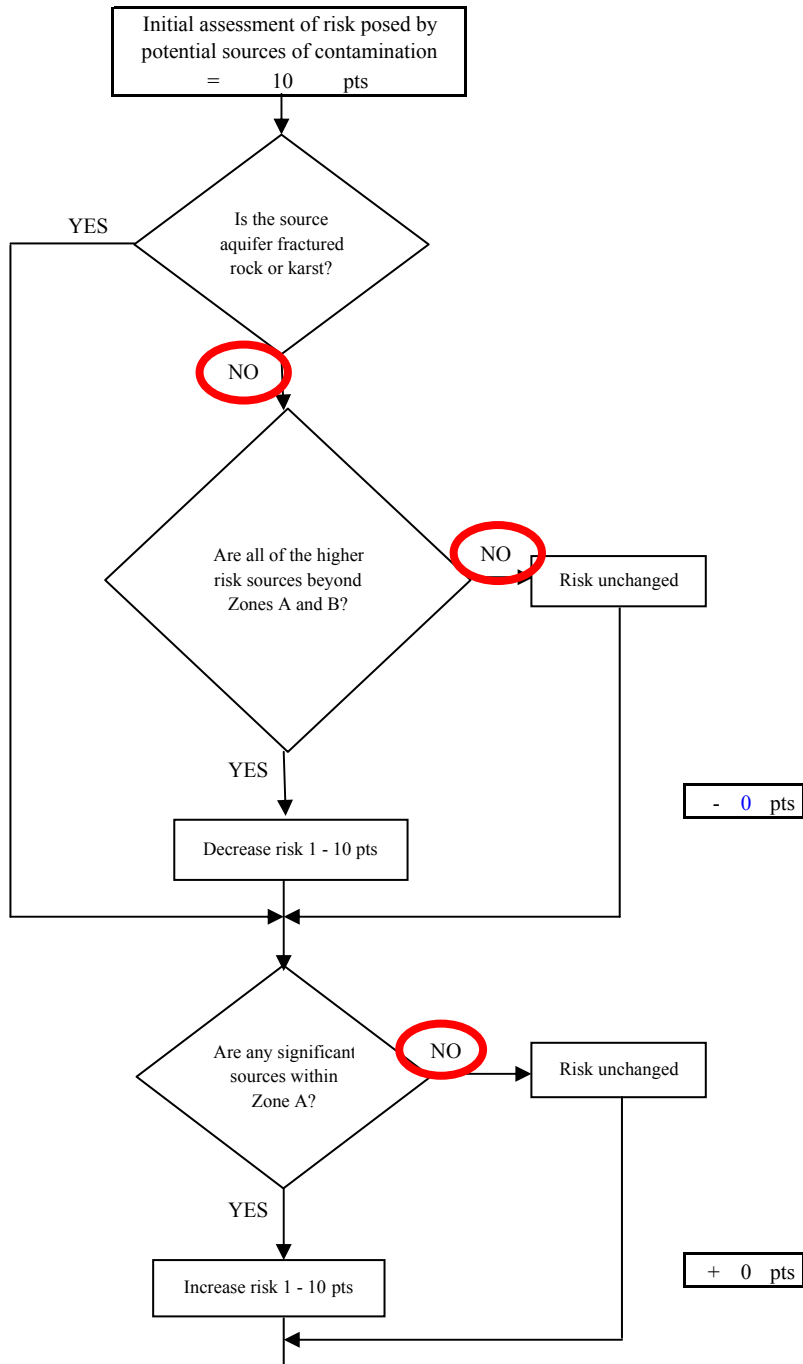 Initial assessment of risk posed by
potential sources of contamination
= 10 pts
YES
Is the source
aquifer fractured
rock or karst?
NO
Are all of the higher
risk sources beyond
Zones A and B?
NO
Risk unchanged
YES
- 0 pts
Decrease risk 1 - 10 pts
Are any significant
sources within
Zone A?
NO
Risk unchanged
YES
+ 0 pts
Increase risk 1 - 10 pts